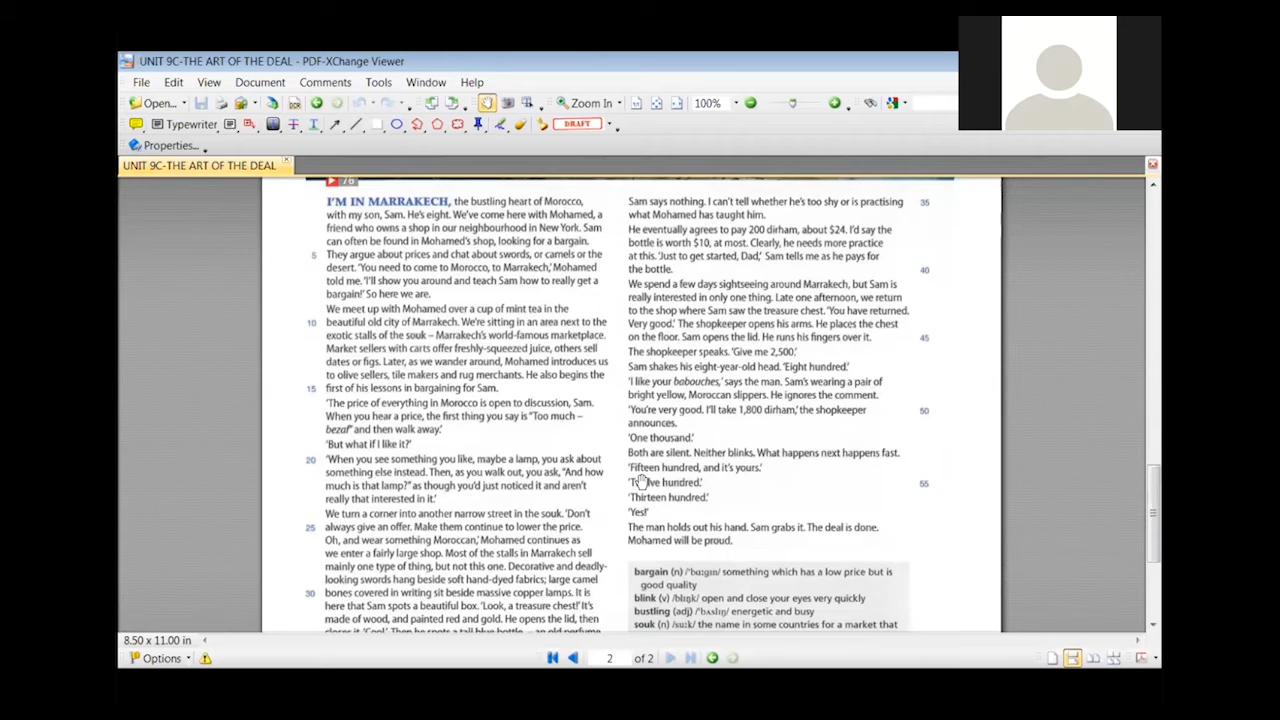 UNIT 9C-THE ART OF THE DEAL - PDF-XChange Viewer
File Edit View Document Comments Tools Window Help
Open... Zoom In 100%
Typewriter DRAFT
Properties...
UNIT 9C-THE ART OF THE DEAL
76
I'M IN MARRAKECH, the bustling heart of Morocco,
with my son, Sam. He's eight. We've come here with Mohamed, a
friend who owns a shop in our neighbourhood in New York. Sam
can often be found in Mohamed's shop, looking for a bargain.
5 They argue about prices and chat about swords, or camels or the
desert. 'You need to come to Morocco, to Marrakech,' Mohamed
told me. 'I'll show you around and teach Sam how to really get a
bargain!' So here we are.
We meet up with Mohamed over a cup of mint tea in the
10 beautiful old city of Marrakech. We're sitting in an area next to the
exotic stalls of the souk – Marrakech's world-famous marketplace.
Market sellers with carts offer freshly-squeezed juice, others sell
dates or figs. Later, as we wander around, Mohamed introduces us
to olive sellers, tile makers and rug merchants. He also begins the
15 first of his lessons in bargaining for Sam.
'The price of everything in Morocco is open to discussion, Sam.
When you hear a price, the first thing you say is "Too much –
bezaf" and then walk away.'
'But what if I like it?'
20 'When you see something you like, maybe a lamp, you ask about
something else instead. Then, as you walk out, you ask, "And how
much is that lamp?" as though you'd just noticed it and aren't
really that interested in it.'
We turn a corner into another narrow street in the souk. 'Don't
25 always give an offer. Make them continue to lower the price.
Oh, and wear something Moroccan,' Mohamed continues as
we enter a fairly large shop. Most of the stalls in Marrakech sell
mainly one type of thing, but not this one. Decorative and deadly-
looking swords hang beside soft hand-dyed fabrics; large camel
30 bones covered in writing sit beside massive copper lamps. It is
here that Sam spots a beautiful box. 'Look, a treasure chest!' It's
made of wood, and painted red and gold. He opens the lid, then
closes it. 'Cool.' Then he spots a tall blue bottle – an old perfume
Sam says nothing. I can't tell whether he's too shy or is practising 35
what Mohamed has taught him.
He eventually agrees to pay 200 dirham, about $24. I'd say the
bottle is worth $10, at most. Clearly, he needs more practice
at this. 'Just to get started, Dad,' Sam tells me as he pays for
the bottle. 40
We spend a few days sightseeing around Marrakech, but Sam is
really interested in only one thing. Late one afternoon, we return
to the shop where Sam saw the treasure chest. 'You have returned.
Very good.' The shopkeeper opens his arms. He places the chest
on the floor. Sam opens the lid. He runs his fingers over it. 45
The shopkeeper speaks. 'Give me 2,500.'
Sam shakes his eight-year-old head. 'Eight hundred.'
'I like your babouches,' says the man. Sam's wearing a pair of
bright yellow, Moroccan slippers. He ignores the comment.
'You're very good. I'll take 1,800 dirham,' the shopkeeper 50
announces.
'One thousand.'
Both are silent. Neither blinks. What happens next happens fast.
'Fifteen hundred, and it's yours.'
'Twelve hundred.' 55
'Thirteen hundred.'
'Yes!'
The man holds out his hand. Sam grabs it. The deal is done.
Mohamed will be proud.
bargain (n) /ˈbɑːɡɪn/ something which has a low price but is
good quality
blink (v) /blɪŋk/ open and close your eyes very quickly
bustling (adj) /ˈbʌslɪŋ/ energetic and busy
souk (n) /suːk/ the name in some countries for a market that
8.50 x 11.00 in
Options 2 of 2